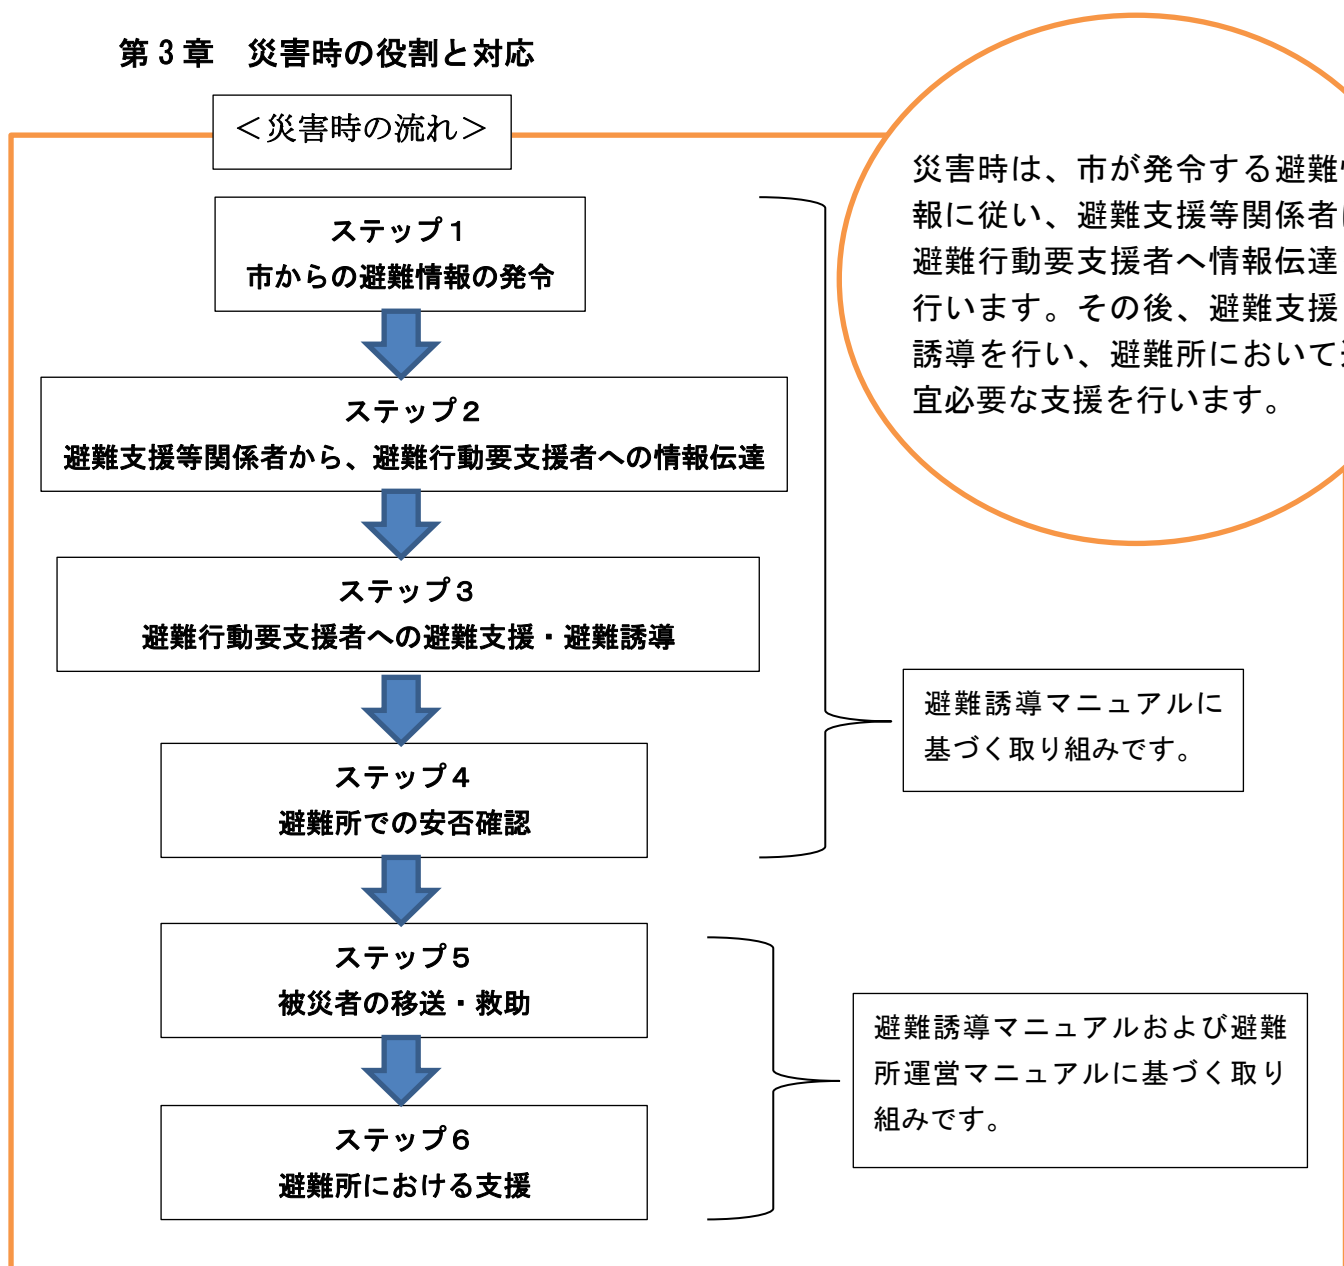 第3章 災害時の役割と対応
＜災害時の流れ＞
災害時は、市が発令する避難
報に従い、避難支援等関係者
避難行動要支援者へ情報伝達
行います。その後、避難支援
誘導を行い、避難所において
宜必要な支援を行います。
ステップ１
市からの避難情報の発令
ステップ２
避難支援等関係者から、避難行動要支援者への情報伝達
ステップ３
避難行動要支援者への避難支援・避難誘導
ステップ４
避難所での安否確認
避難誘導マニュアルに
基づく取り組みです。
ステップ５
被災者の移送・救助
ステップ６
避難所における支援
避難誘導マニュアルおよび避難
所運営マニュアルに基づく取り
組みです。